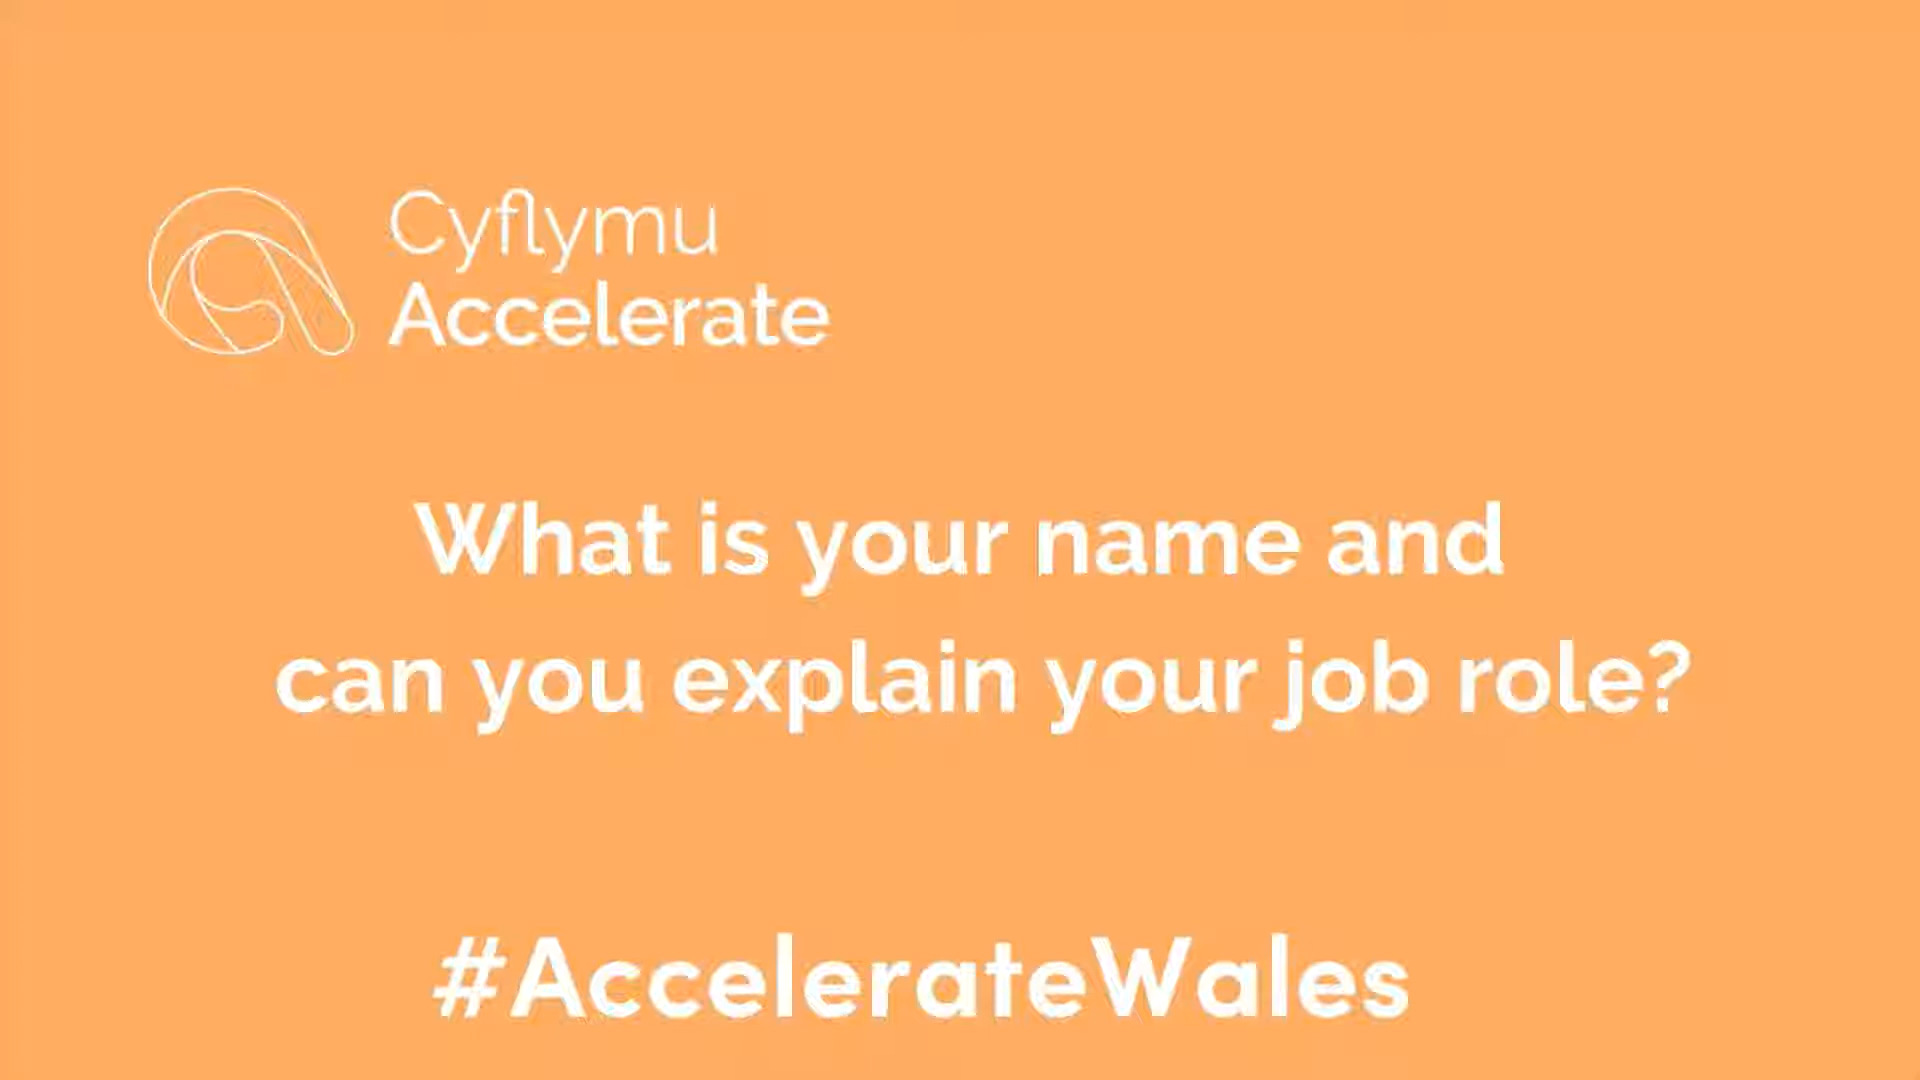 Cyflymu
Accelerate
What is your name and
can you explain your job role?
#AccelerateWales